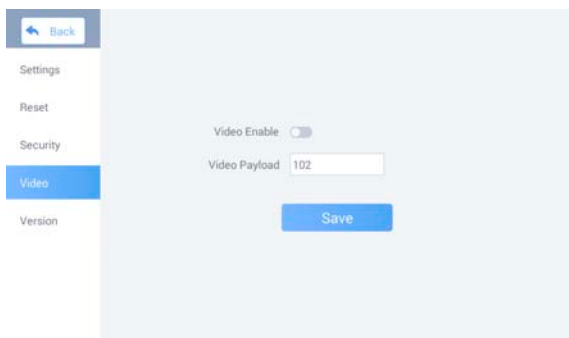 Back
Settings
Reset
Security
Video
Version
Video Enable
Video Payload 102
Save